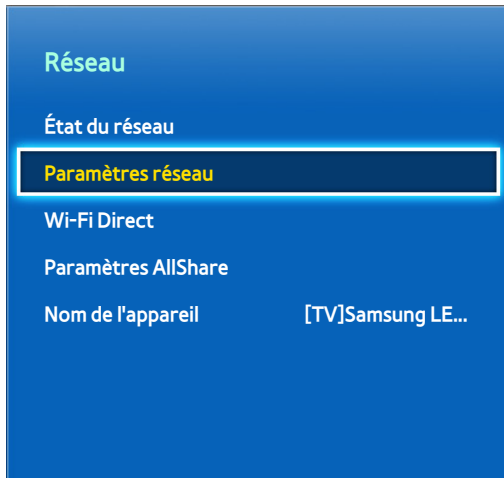 Réseau
État du réseau
Paramètres réseau
Wi-Fi Direct
Paramètres AllShare
Nom de l'appareil [TV]Samsung LE...